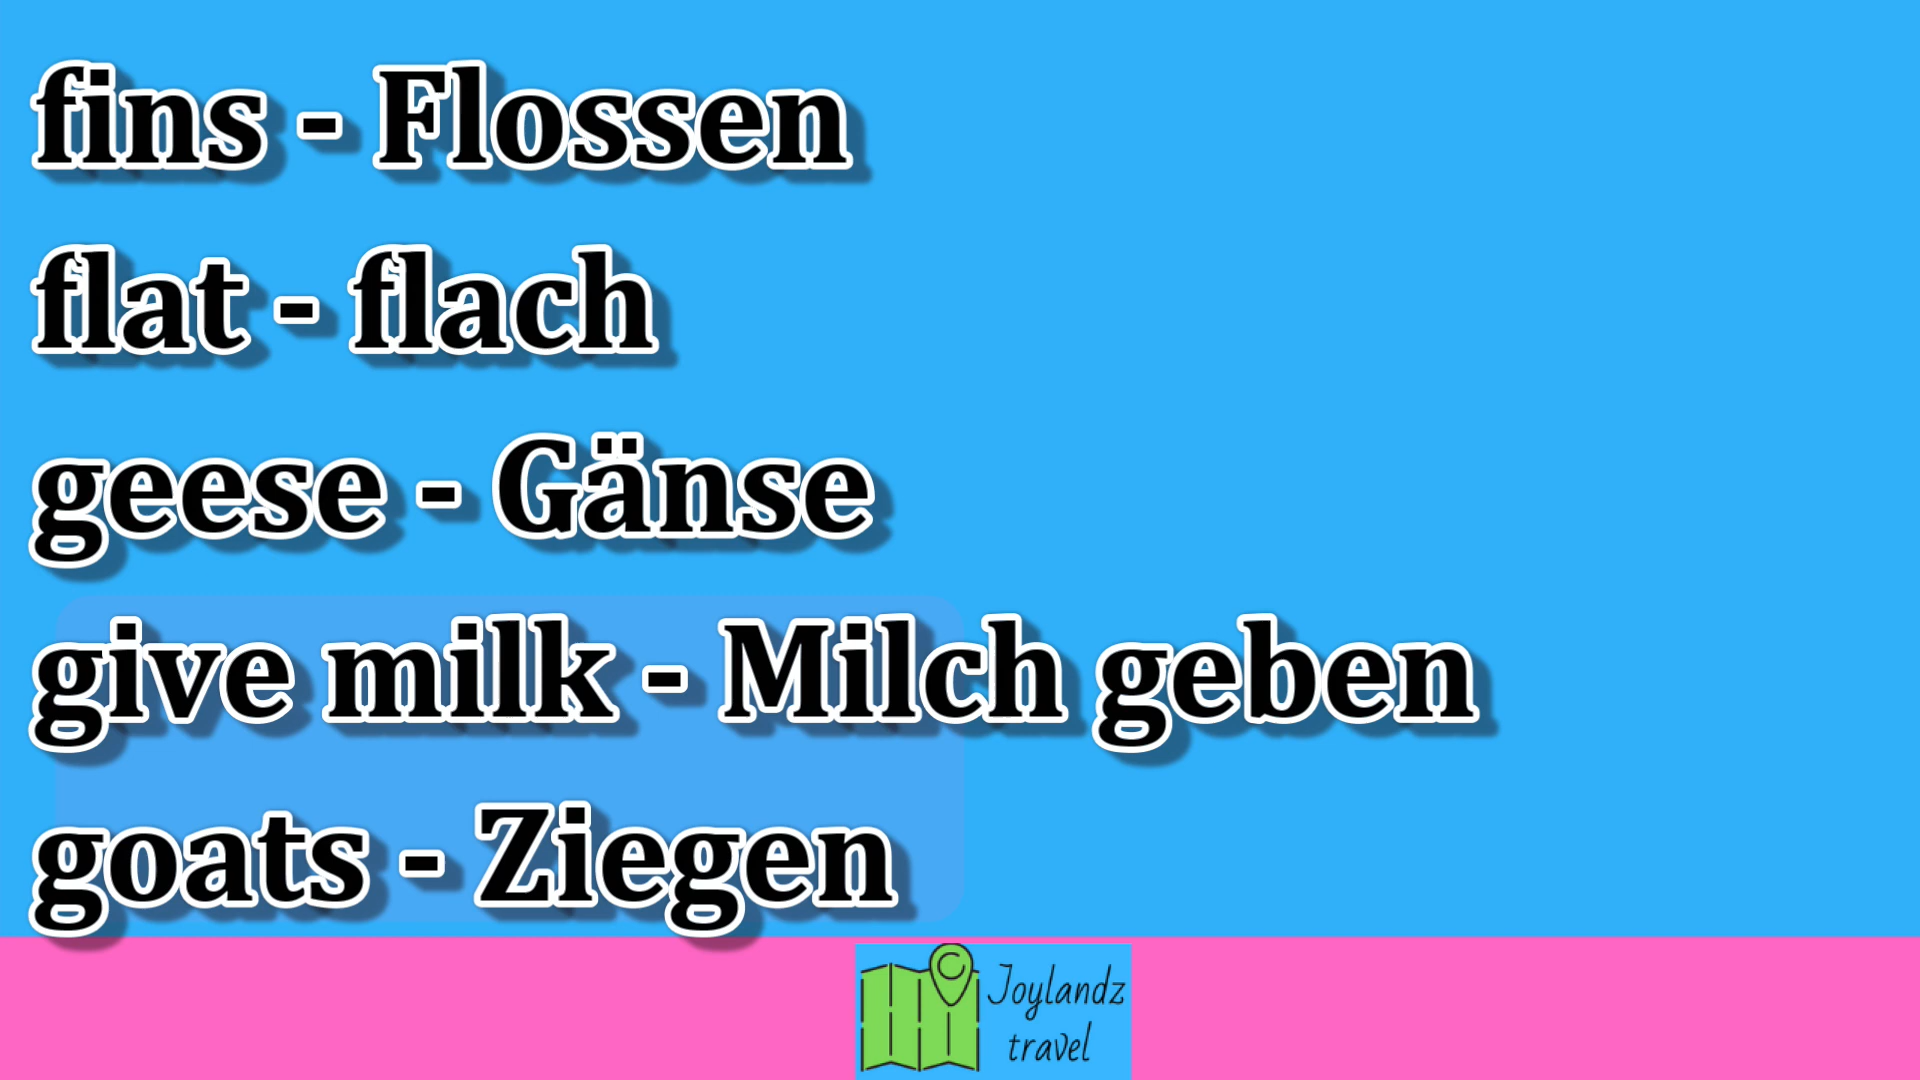 fins - Flossen
flat - flach
geese - Gänse
give milk - Milch geben
goats - Ziegen
Joylandz
travel